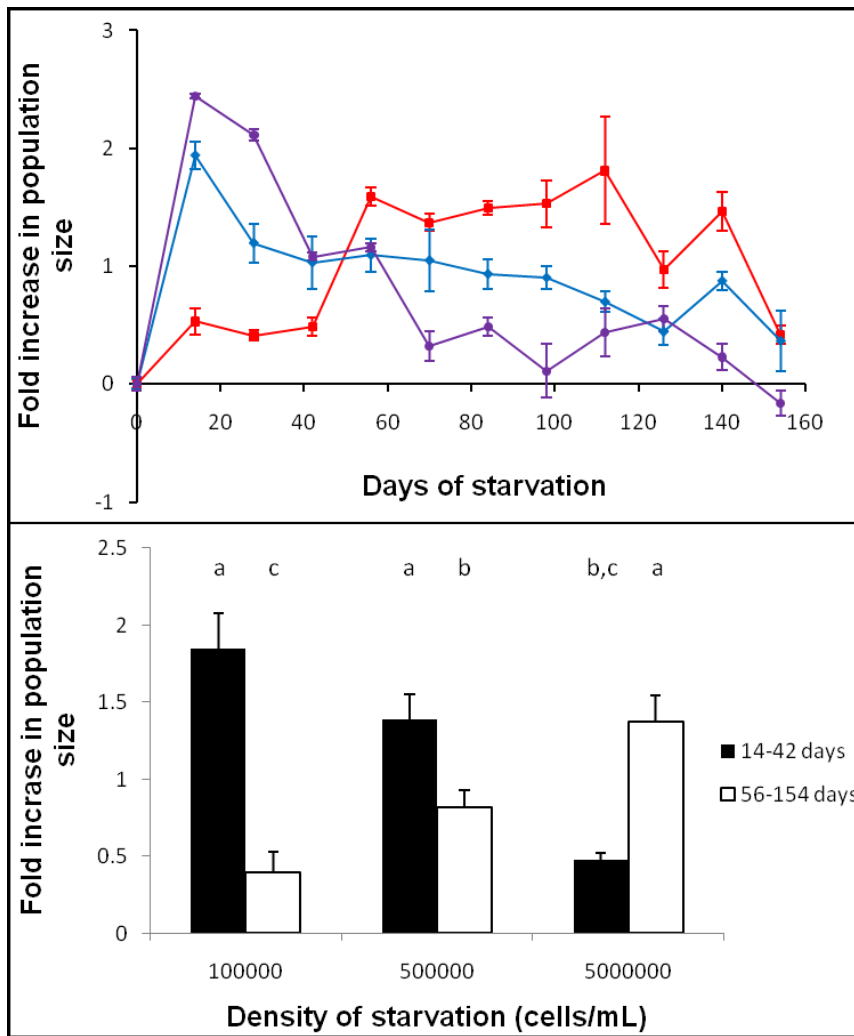 3
2
1
0
-1
Fold increase in population
size
0 20 40 60 80 100 120 140 160
Days of starvation
2.5
2
1.5
1
0.5
0
Fold incrase in population
size
a c a b b,c a
14-42 days
56-154 days
100000 500000 5000000
Density of starvation (cells/mL)